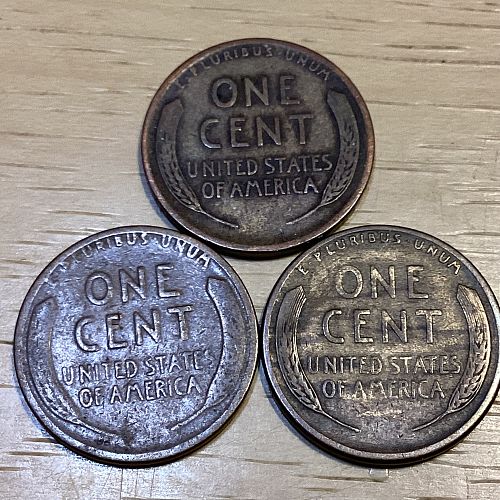 E · PLURIBUS · UNUM
ONE
CENT
UNITED STATES
OF AMERICA
E · PLURIBUS · UNUM
ONE
CENT
UNITED STATES
OF AMERICA
E · PLURIBUS · UNUM
ONE
CENT
UNITED STATES
OF AMERICA